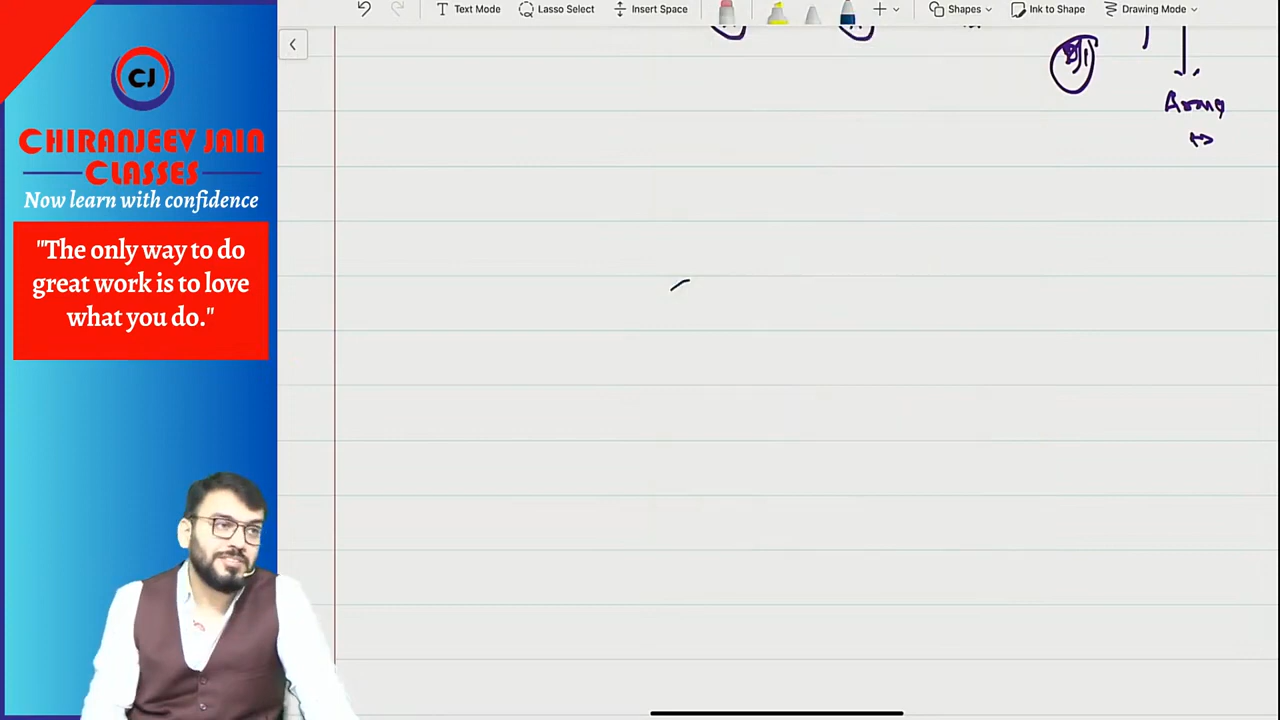 Text Mode
Lasso Select
Insert Space
Shapes
Ink to Shape
Drawing Mode
CJ
CHIRANJEEV JAIN
CLASSES
Now learn with confidence
"The only way to do
great work is to love
what you do."